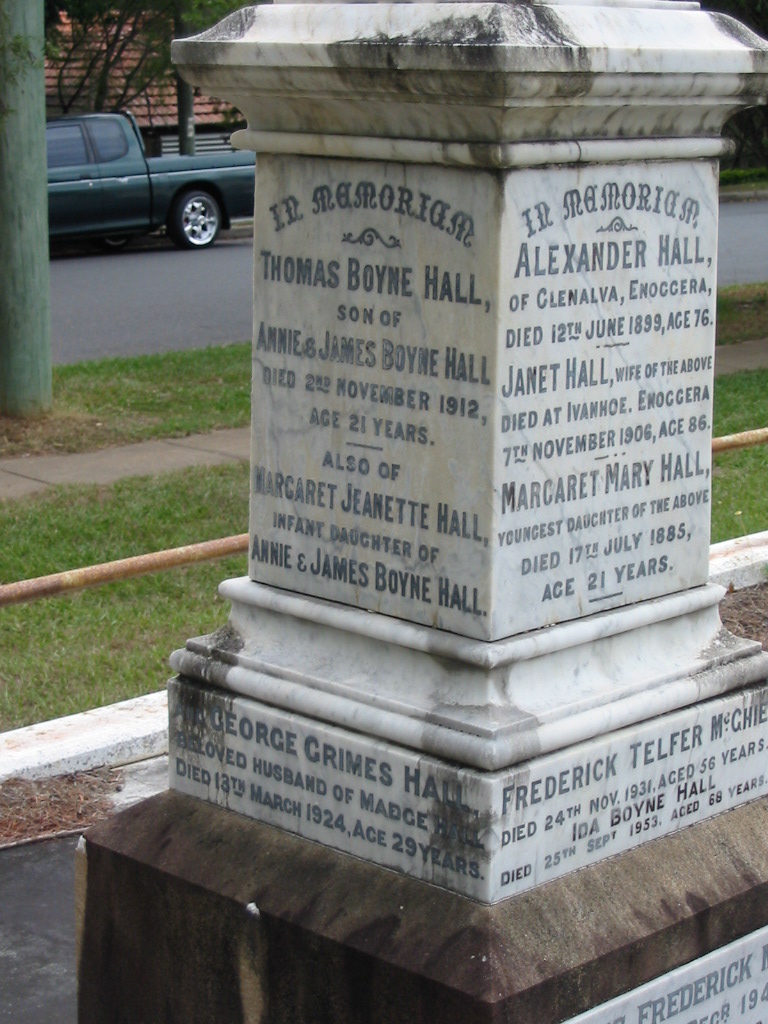 IN MEMORIAM
THOMAS BOYNE HALL,
SON OF
ANNIE & JAMES BOYNE HALL
DIED 2ND NOVEMBER 1912,
AGE 21 YEARS.
ALSO OF
MARGARET JEANETTE HALL,
INFANT DAUGHTER OF
ANNIE & JAMES BOYNE HALL.
IN MEMORIAM
ALEXANDER HALL,
OF GLENALVA, ENOGGERA,
DIED 12TH JUNE 1899, AGE 76.
JANET HALL, WIFE OF THE ABOVE
DIED AT IVANHOE, ENOGGERA
7TH NOVEMBER 1906, AGE 86.
MARGARET MARY HALL,
YOUNGEST DAUGHTER OF THE ABOVE
DIED 17TH JULY 1885,
AGE 21 YEARS.
GEORGE GRIMES HALL,
BELOVED HUSBAND OF MADGE HALL
DIED 13TH MARCH 1924, AGE 29 YEARS.
FREDERICK TELFER MCGHIE
DIED 24TH NOV. 1931, AGED 56 YEARS.
IDA BOYNE HALL
DIED 25TH SEPT 1953, AGED 68 YEARS.
FREDERICK